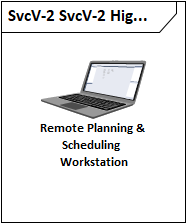 SvcV-2 SvcV-2 Hig...
Remote Planning &
Scheduling
Workstation